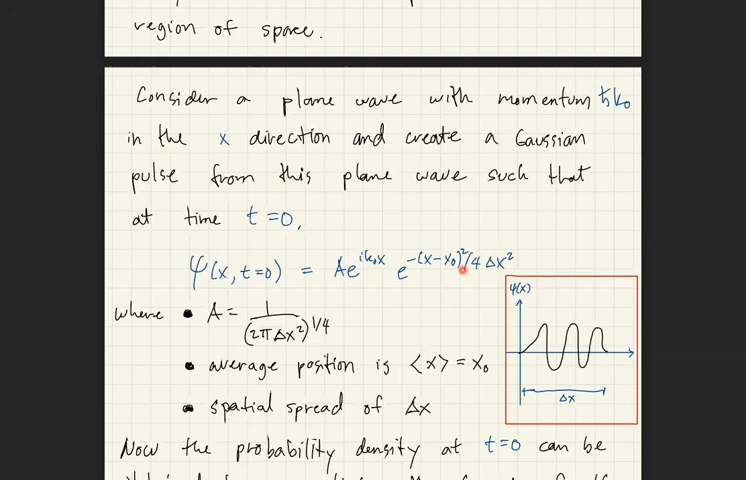 region of space.
Consider a plane wave with momentum ℏk₀
in the x direction and create a Gaussian
pulse from this plane wave such that
at time t=0,
ψ(x,t=0) = Ae^{ik₀x} e^{-(x-x₀)²/4Δx²}
where • A = 1/(2πΔx²)^{1/4}
• average position is ⟨x⟩ = x₀
• spatial spread of Δx
ψ(x)
Δx
Now the probability density at t=0 can be